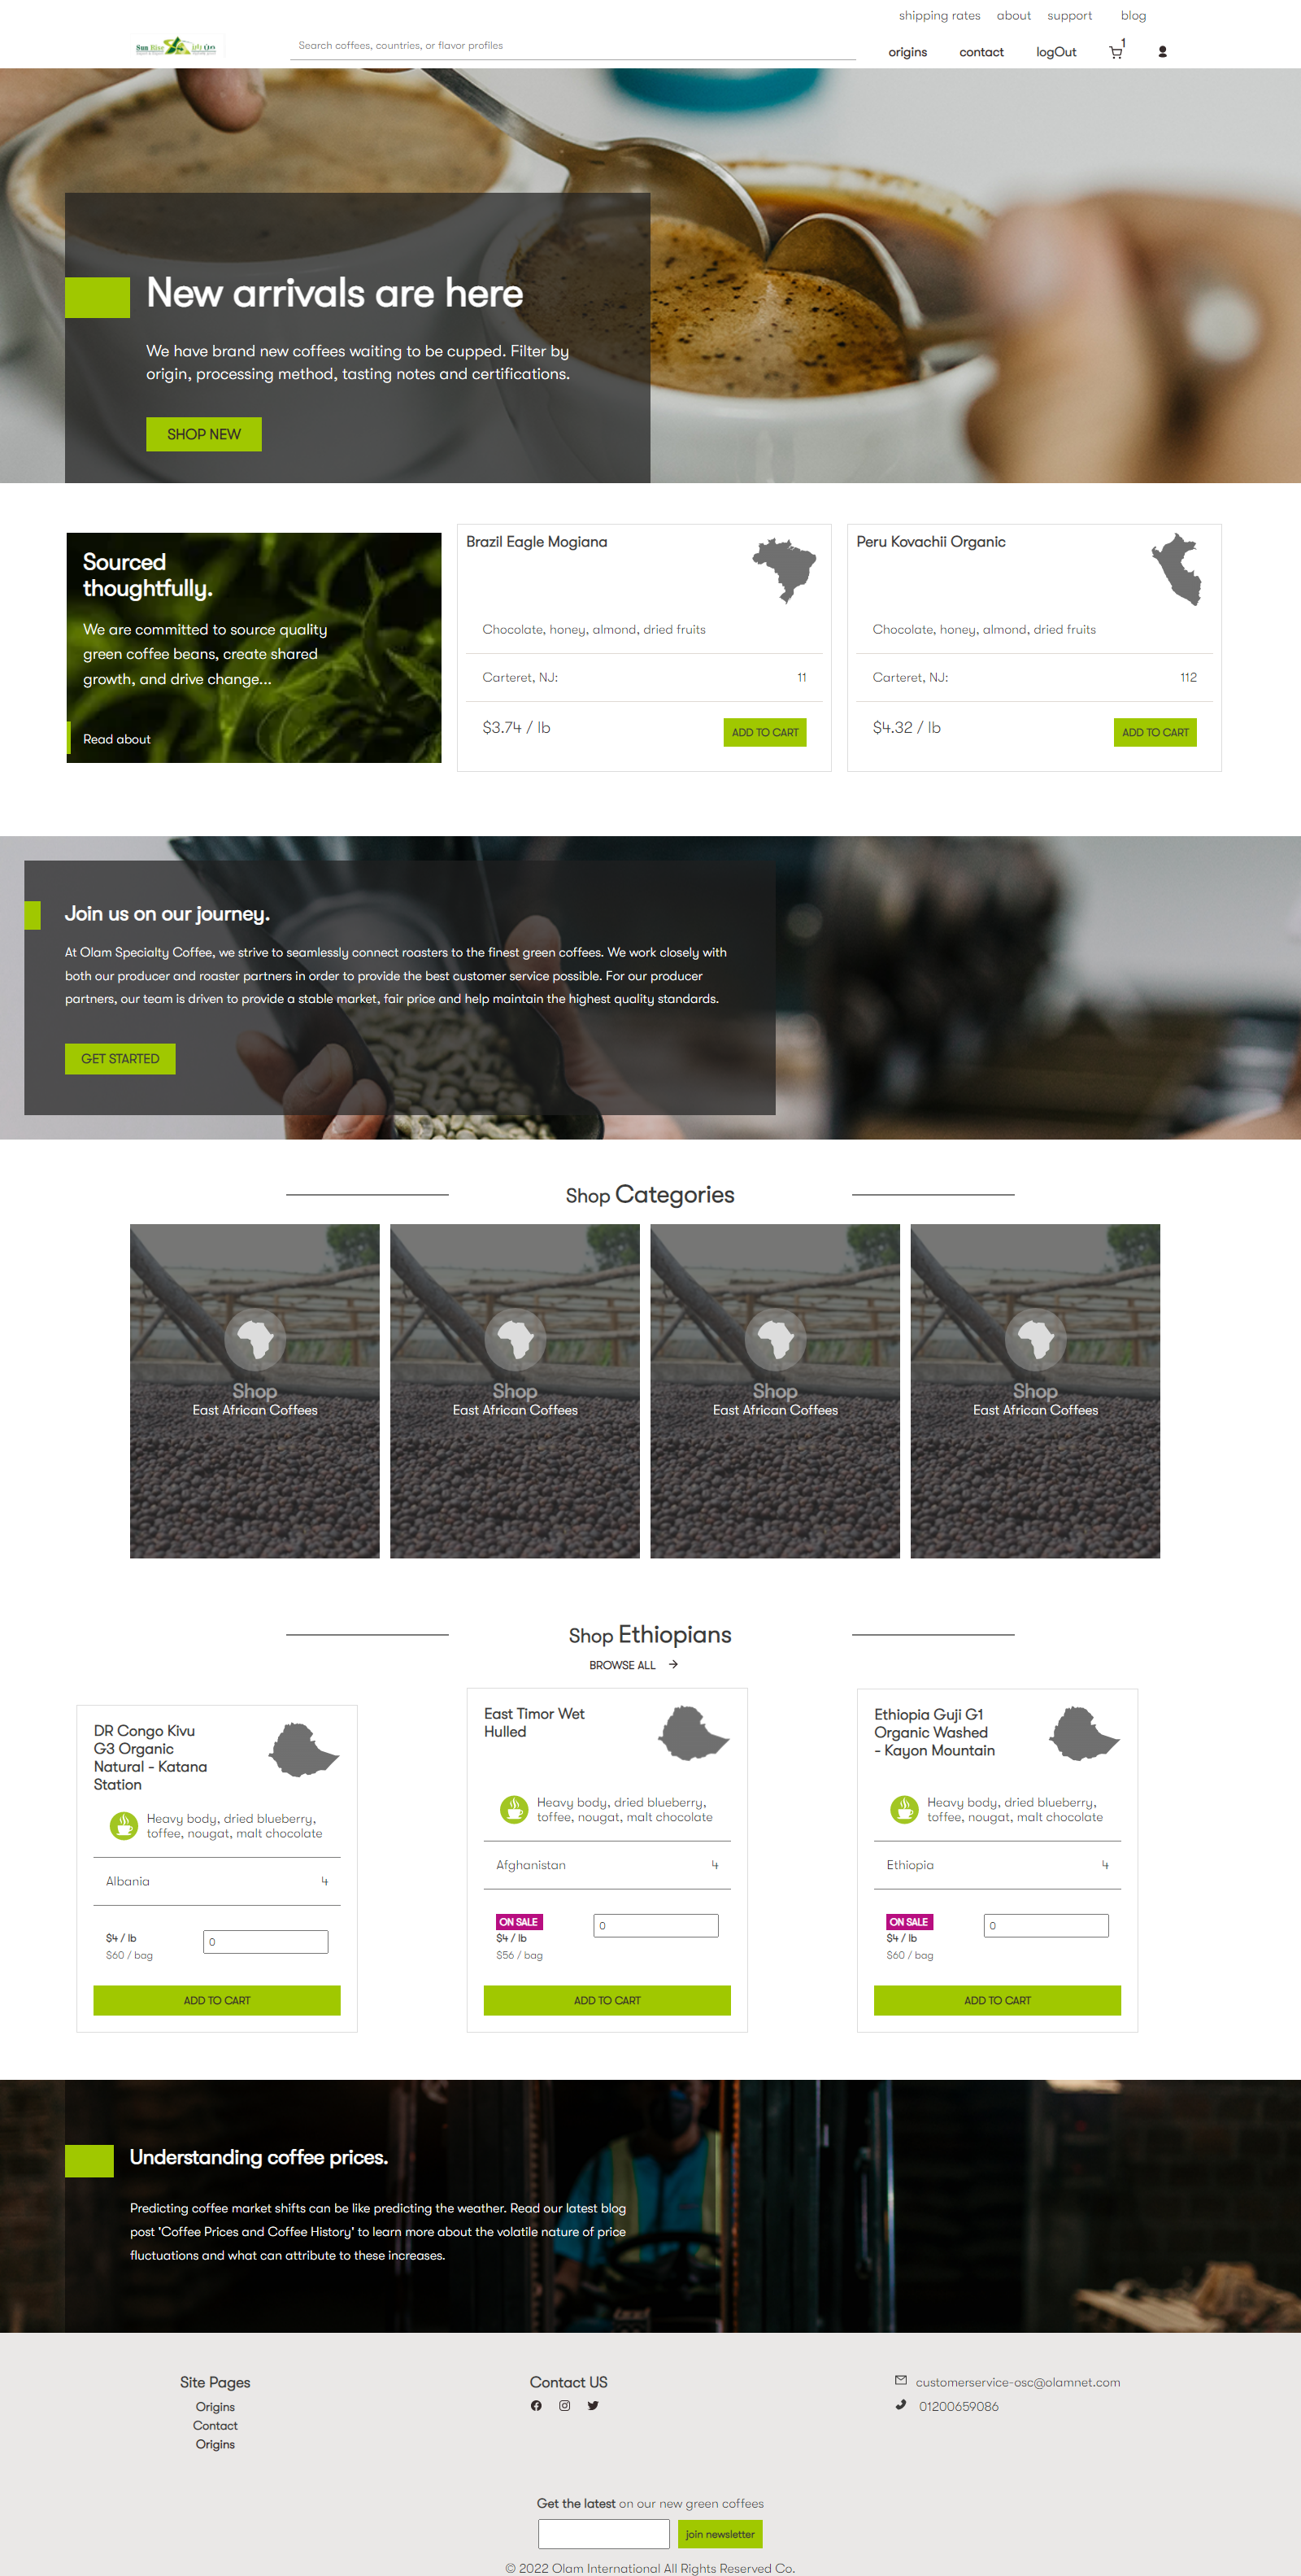 shipping rates about support blog
Sun Rise
Search coffees, countries, or flavor profiles
origins contact logOut 1
New arrivals are here
We have brand new coffees waiting to be cupped. Filter by
origin, processing method, tasting notes and certifications.
SHOP NEW
Sourced
thoughtfully.
We are committed to source quality
green coffee beans, create shared
growth, and drive change...
Read about
Brazil Eagle Mogiana
Chocolate, honey, almond, dried fruits
Carteret, NJ: 11
$3.74 / lb ADD TO CART
Peru Kovachii Organic
Chocolate, honey, almond, dried fruits
Carteret, NJ: 112
$4.32 / lb ADD TO CART
Join us on our journey.
At Olam Specialty Coffee, we strive to seamlessly connect roasters to the finest green coffees. We work closely with
both our producer and roaster partners in order to provide the best customer service possible. For our producer
partners, our team is driven to provide a stable market, fair price and help maintain the highest quality standards.
GET STARTED
Shop Categories
Shop
East African Coffees
Shop
East African Coffees
Shop
East African Coffees
Shop
East African Coffees
Shop Ethiopians
BROWSE ALL
DR Congo Kivu
G3 Organic
Natural - Katana
Station
Heavy body, dried blueberry,
toffee, nougat, malt chocolate
Albania 4
$4 / lb 0
$60 / bag
ADD TO CART
East Timor Wet
Hulled
Heavy body, dried blueberry,
toffee, nougat, malt chocolate
Afghanistan 4
ON SALE 0
$4 / lb
$56 / bag
ADD TO CART
Ethiopia Guji G1
Organic Washed
- Kayon Mountain
Heavy body, dried blueberry,
toffee, nougat, malt chocolate
Ethiopia 4
ON SALE 0
$4 / lb
$60 / bag
ADD TO CART
Understanding coffee prices.
Predicting coffee market shifts can be like predicting the weather. Read our latest blog
post 'Coffee Prices and Coffee History' to learn more about the volatile nature of price
fluctuations and what can attribute to these increases.
Site Pages
Origins
Contact
Origins
Contact US
customerservice-osc@olamnet.com
01200659086
Get the latest on our new green coffees
join newsletter
© 2022 Olam International All Rights Reserved Co.